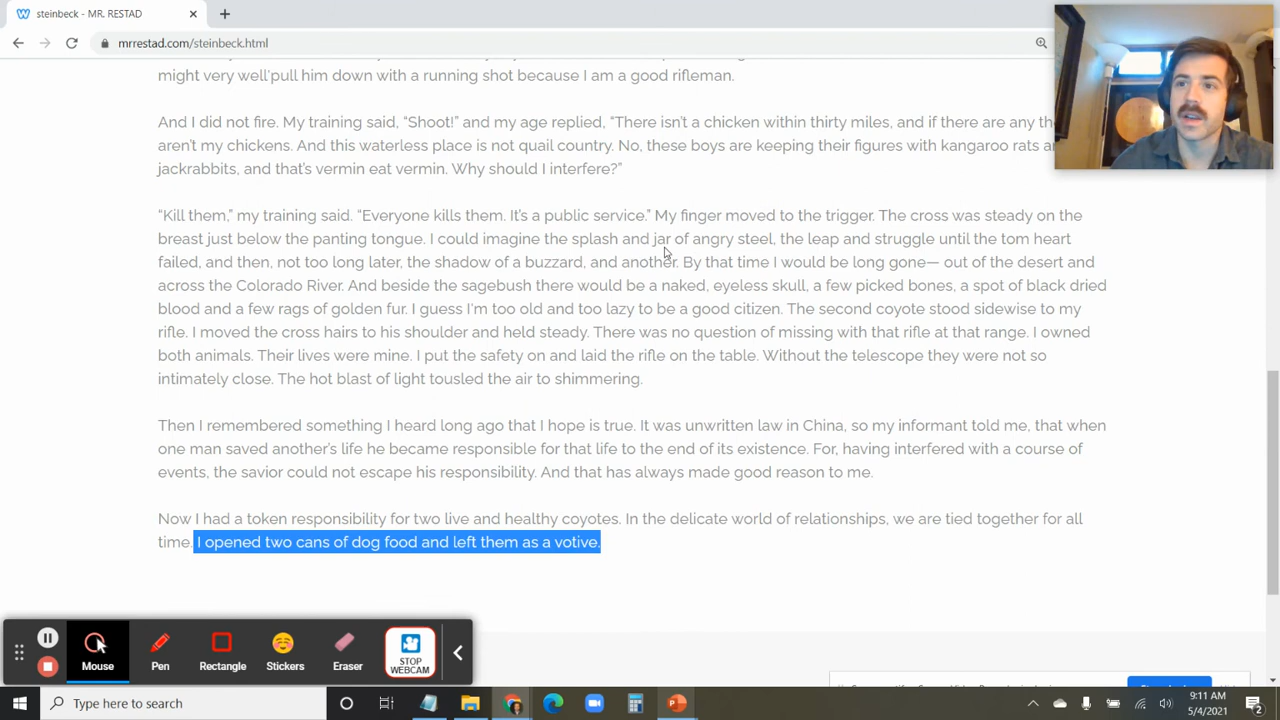 steinbeck - MR. RESTAD
mrrestad.com/steinbeck.html
might very well pull him down with a running shot because I am a good rifleman.
And I did not fire. My training said, “Shoot!” and my age replied, “There isn’t a chicken within thirty miles, and if there are any
aren’t my chickens. And this waterless place is not quail country. No, these boys are keeping their figures with kangaroo rats
jackrabbits, and that’s vermin eat vermin. Why should I interfere?”
“Kill them,” my training said. “Everyone kills them. It’s a public service.” My finger moved to the trigger. The cross was steady on the
breast just below the panting tongue. I could imagine the splash and jar of angry steel, the leap and struggle until the tom heart
failed, and then, not too long later, the shadow of a buzzard, and another. By that time I would be long gone— out of the desert and
across the Colorado River. And beside the sagebush there would be a naked, eyeless skull, a few picked bones, a spot of black dried
blood and a few rags of golden fur. I guess I'm too old and too lazy to be a good citizen. The second coyote stood sidewise to my
rifle. I moved the cross hairs to his shoulder and held steady. There was no question of missing with that rifle at that range. I owned
both animals. Their lives were mine. I put the safety on and laid the rifle on the table. Without the telescope they were not so
intimately close. The hot blast of light tousled the air to shimmering.
Then I remembered something I heard long ago that I hope is true. It was unwritten law in China, so my informant told me, that when
one man saved another’s life he became responsible for that life to the end of its existence. For, having interfered with a course of
events, the savior could not escape his responsibility. And that has always made good reason to me.
Now I had a token responsibility for two live and healthy coyotes. In the delicate world of relationships, we are tied together for all
time. I opened two cans of dog food and left them as a votive.
Mouse
Pen
Rectangle
Stickers
Eraser
STOP
WEBCAM
Type here to search
9:11 AM
5/4/2021
2